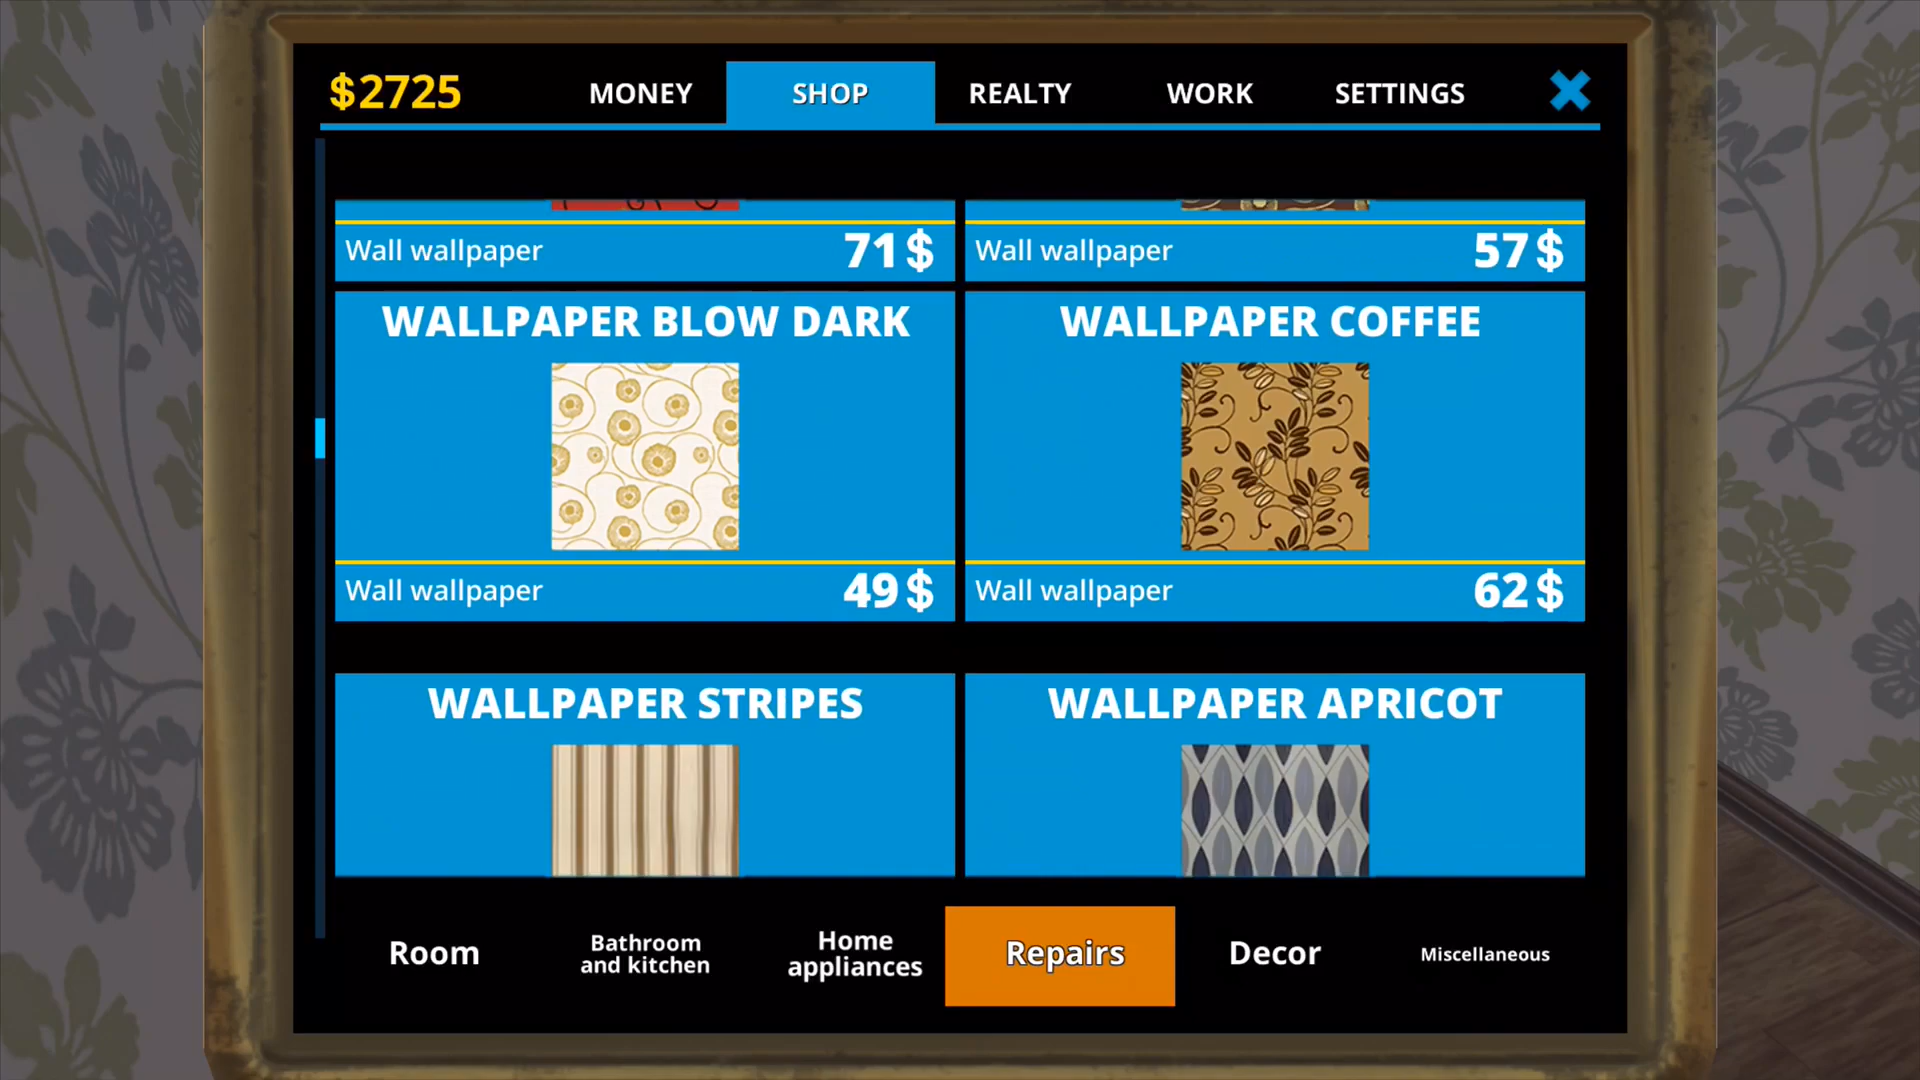 $2725 MONEY SHOP REALTY WORK SETTINGS
Wall wallpaper 71$ Wall wallpaper 57$
WALLPAPER BLOW DARK
Wall wallpaper 49$
WALLPAPER COFFEE
Wall wallpaper 62$
WALLPAPER STRIPES
WALLPAPER APRICOT
Room
Bathroom
and kitchen
Home
appliances
Repairs
Decor
Miscellaneous